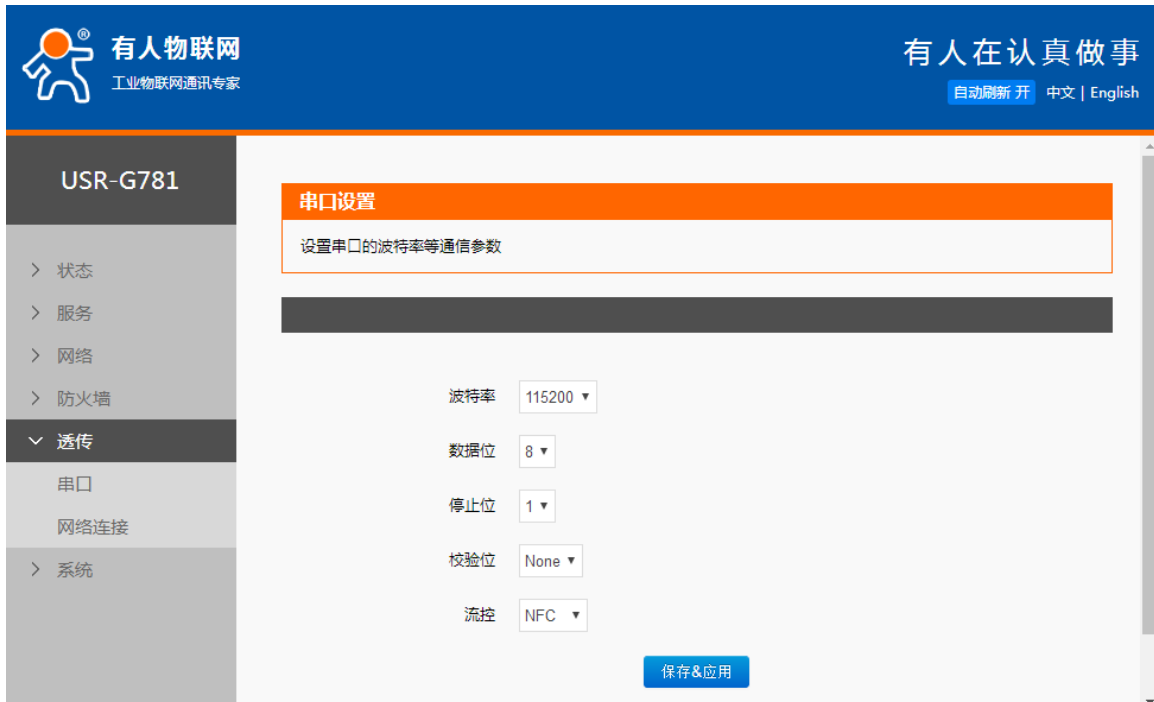 ®
有人物联网
工业物联网通讯专家
有人在认真做事
自动刷新 开 中文 | English
USR-G781
状态
服务
网络
防火墙
透传
串口
网络连接
系统
串口设置
设置串口的波特率等通信参数
波特率 115200
数据位 8
停止位 1
校验位 None
流控 NFC
保存&应用